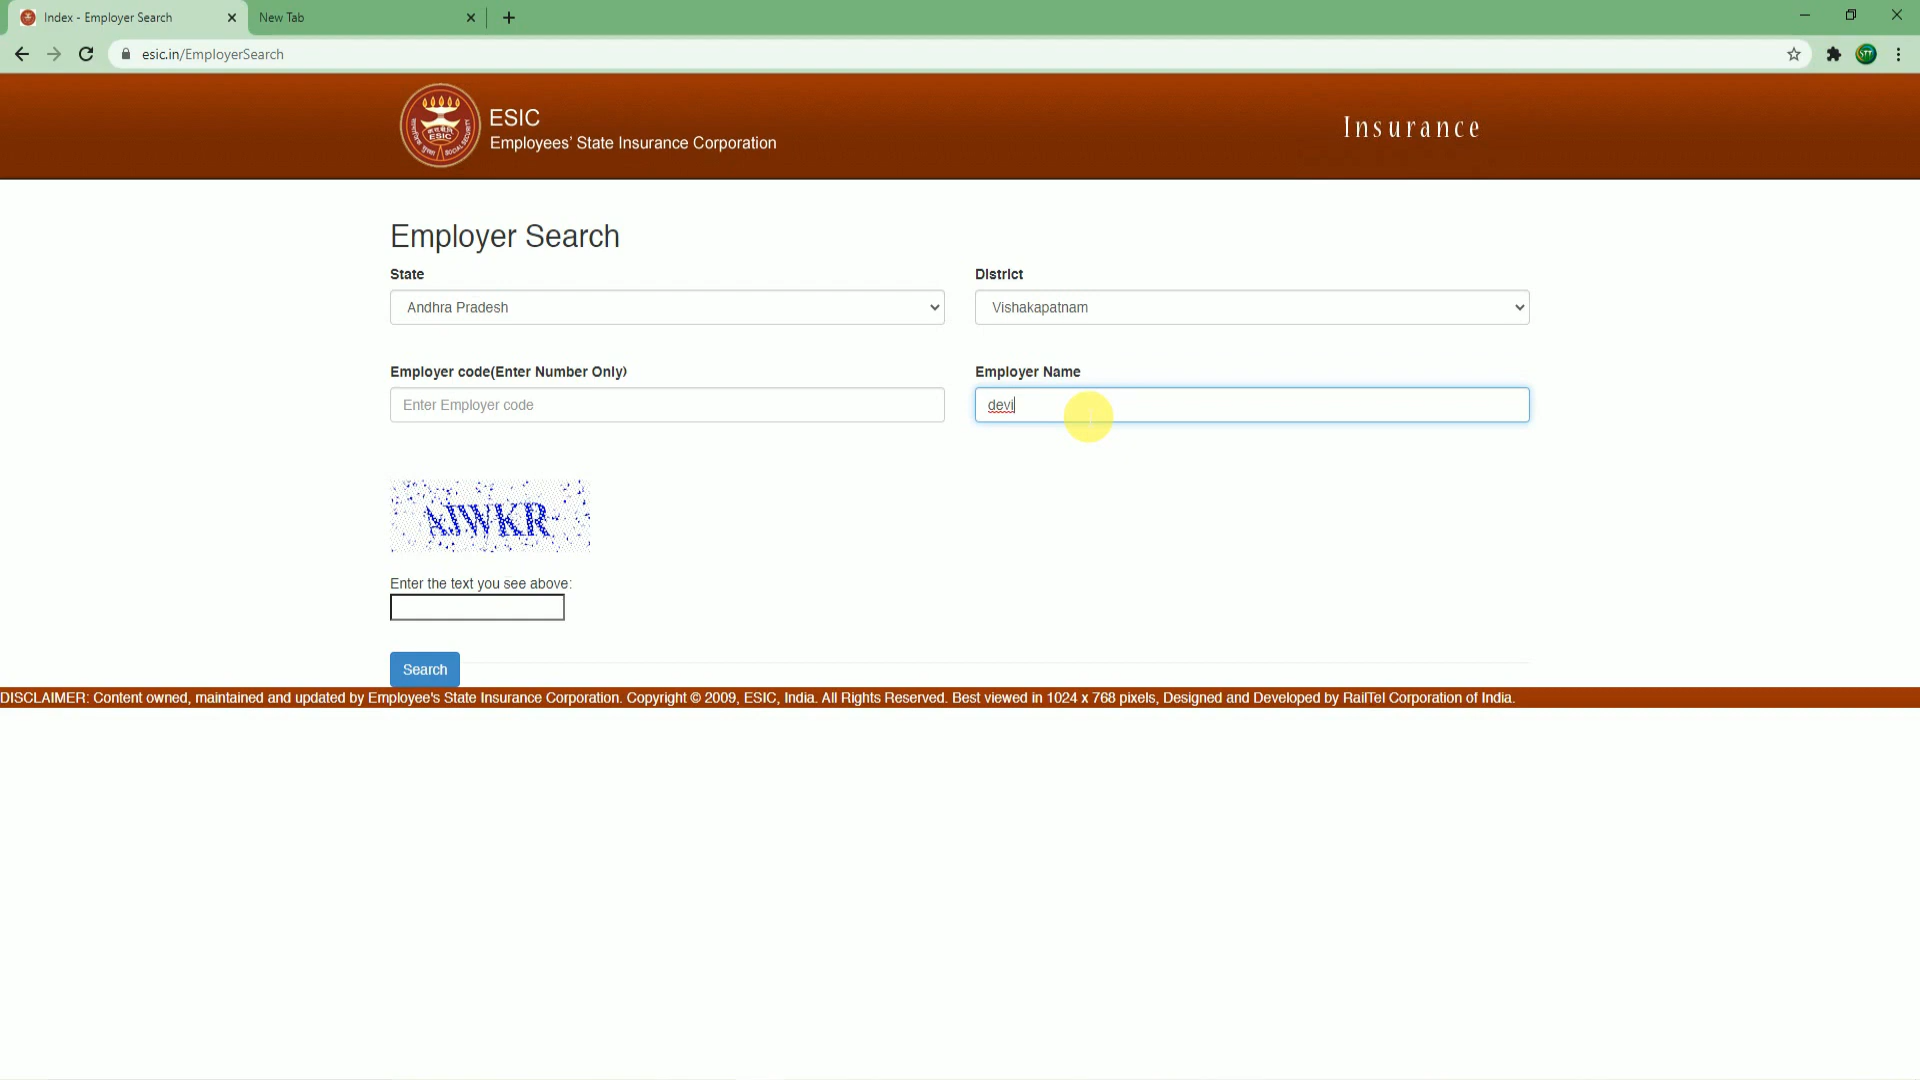 Index - Employer Search
New Tab
esic.in/EmployerSearch
ESIC
Employees' State Insurance Corporation
Insurance
Employer Search
State
District
Andhra Pradesh
Vishakapatnam
Employer code(Enter Number Only)
Employer Name
Enter Employer code
devi
Enter the text you see above:
Search
DISCLAIMER: Content owned, maintained and updated by Employee's State Insurance Corporation. Copyright © 2009, ESIC, India. All Rights Reserved. Best viewed in 1024 x 768 pixels, Designed and Developed by RailTel Corporation of India.